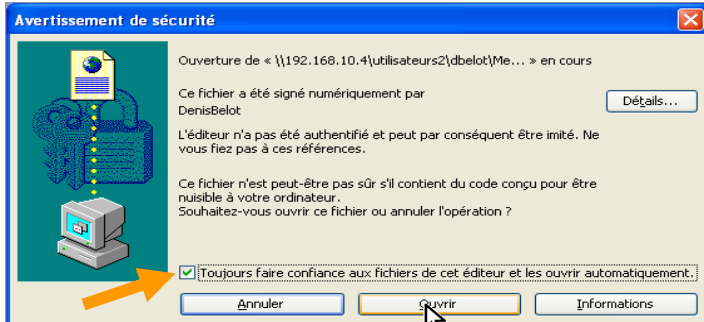 Avertissement de sécurité
Ouverture de « \\192.168.10.4\utilisateurs2\dbelot\Me... » en cours
Ce fichier a été signé numériquement par
DenisBelot
Détails...
L'éditeur n'a pas été authentifié et peut par conséquent être imité. Ne
vous fiez pas à ces références.
Ce fichier n'est peut-être pas sûr s'il contient du code conçu pour être
nuisible à votre ordinateur.
Souhaitez-vous ouvrir ce fichier ou annuler l'opération ?
Toujours faire confiance aux fichiers de cet éditeur et les ouvrir automatiquement.
Annuler
Ouvrir
Informations